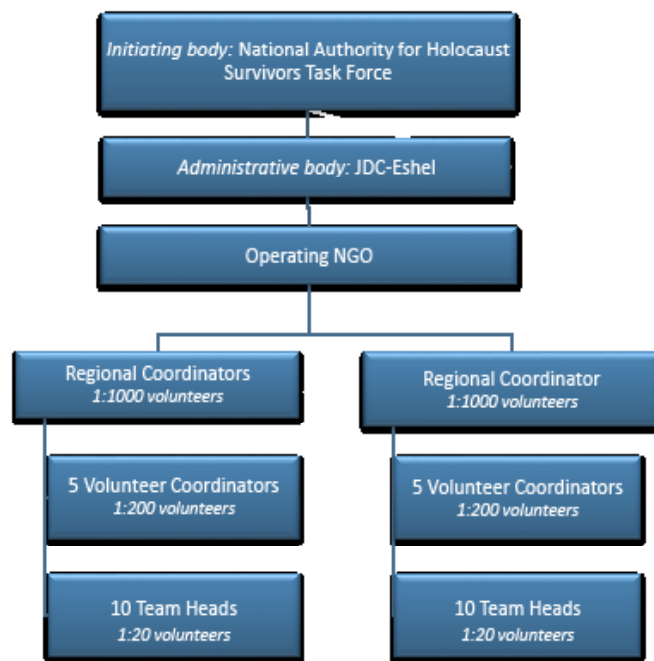 Initiating body: National Authority for Holocaust
Survivors Task Force
Administrative body: JDC-Eshel
Operating NGO
Regional Coordinators
1:1000 volunteers
Regional Coordinator
1:1000 volunteers
5 Volunteer Coordinators
1:200 volunteers
5 Volunteer Coordinators
1:200 volunteers
10 Team Heads
1:20 volunteers
10 Team Heads
1:20 volunteers